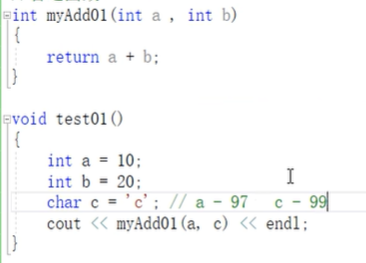 int myAdd01(int a , int b)
{
return a + b;
}
void test01()
{
int a = 10;
int b = 20;
char c = 'c'; // a - 97 c - 99
cout << myAdd01(a, c) << endl;
}